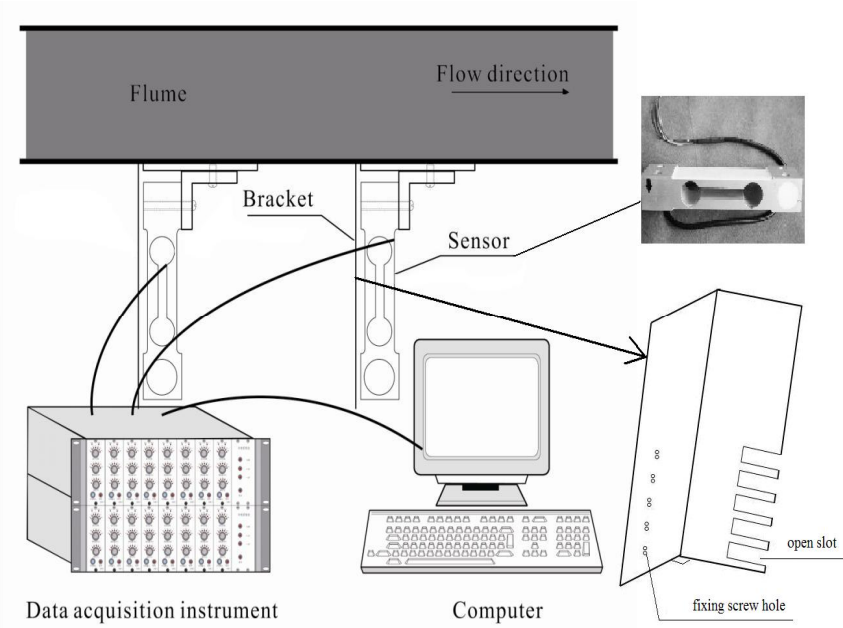 Flow direction
Flume
Bracket
Sensor
open slot
fixing screw hole
Data acquisition instrument
Computer